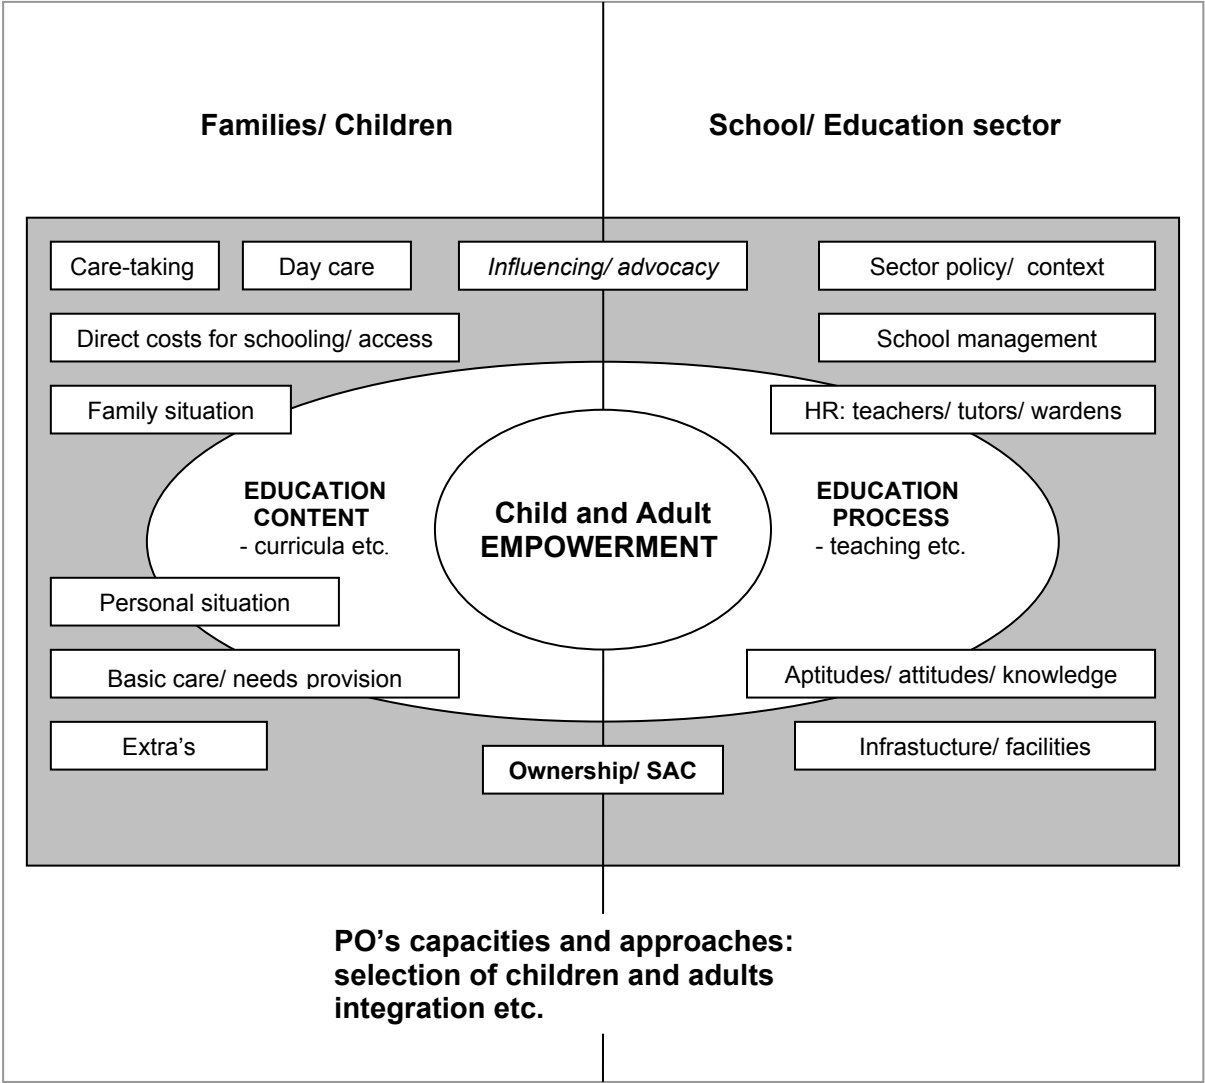 Families/ Children
School/ Education sector
Care-taking
Day care
Influencing/ advocacy
Sector policy/ context
Direct costs for schooling/ access
School management
Family situation
HR: teachers/ tutors/ wardens
EDUCATION
CONTENT
- curricula etc.
Child and Adult
EMPOWERMENT
EDUCATION
PROCESS
- teaching etc.
Personal situation
Basic care/ needs provision
Aptitudes/ attitudes/ knowledge
Extra's
Infrastucture/ facilities
Ownership/ SAC
PO's capacities and approaches:
selection of children and adults
integration etc.